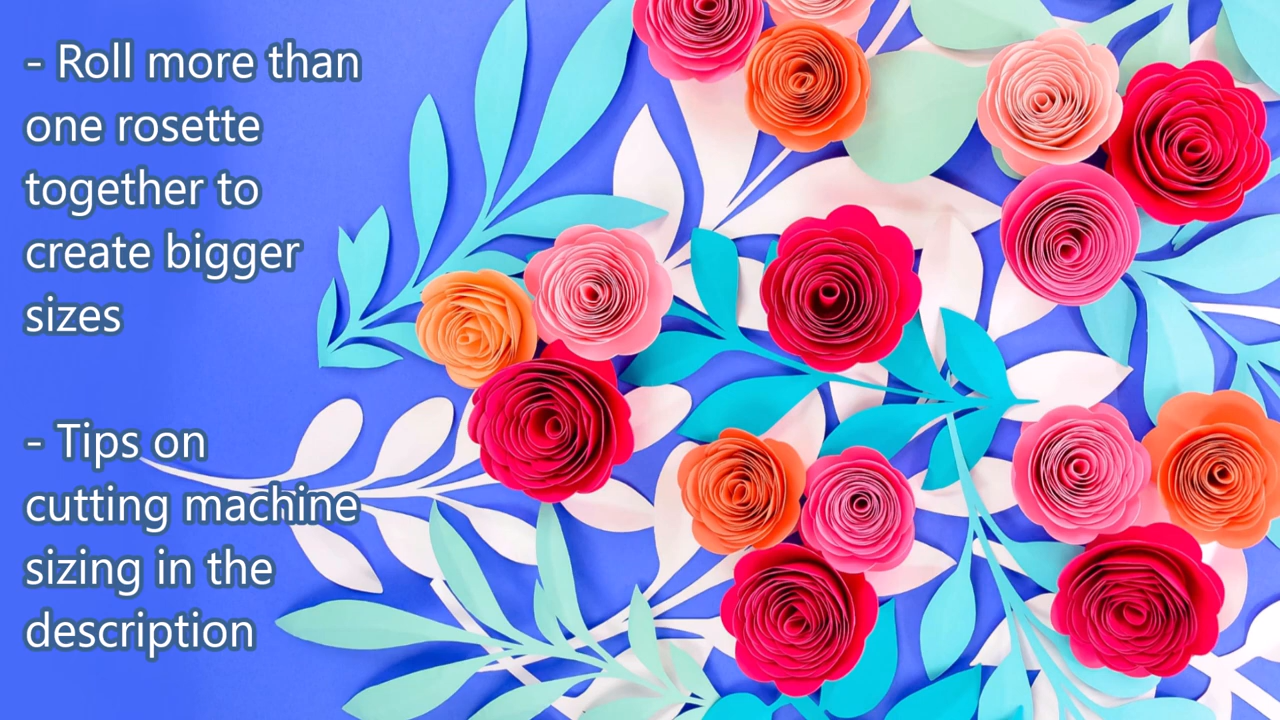 - Roll more than
one rosette
together to
create bigger
sizes
- Tips on
cutting machine
sizing in the
description